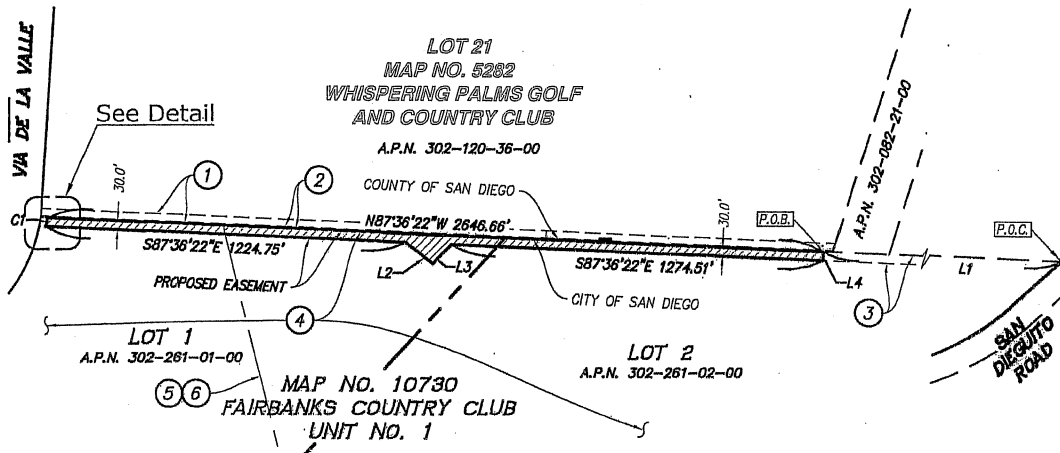 LOT 21
MAP NO. 5282
WHISPERING PALMS GOLF
AND COUNTRY CLUB
A.P.N. 302-120-36-00
VIA DE LA VALLE
See Detail
A.P.N. 302-082-21-00
30.0'
1
2
COUNTY OF SAN DIEGO
30.0'
C1
N87°36'22"W 2646.66'
P.O.B.
P.O.C.
S87°36'22"E 1224.75'
L2
L3
S87°36'22"E 1274.51'
L4
L1
PROPOSED EASEMENT
CITY OF SAN DIEGO
3
4
LOT 1
A.P.N. 302-261-01-00
LOT 2
A.P.N. 302-261-02-00
SAN
DIEGUITO
ROAD
5 6
MAP NO. 10730
FAIRBANKS COUNTRY CLUB
UNIT NO. 1